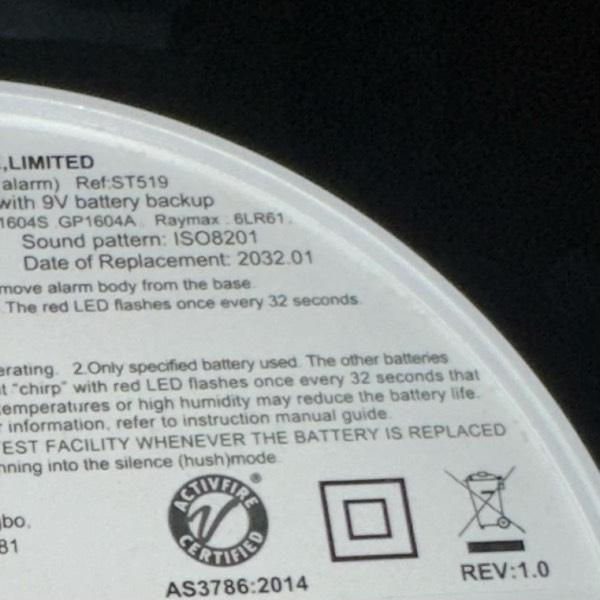 ,LIMITED
alarm) Ref:ST519
with 9V battery backup
1604S GP1604A Raymax : 6LR61.
Sound pattern: ISO8201
Date of Replacement: 2032.01
move alarm body from the base.
The red LED flashes once every 32 seconds.
erating. 2.Only specified battery used. The other batteries
t "chirp" with red LED flashes once every 32 seconds that
emperatures or high humidity may reduce the battery life.
r information, refer to instruction manual guide.
EST FACILITY WHENEVER THE BATTERY IS REPLACED
nning into the silence (hush)mode.
gbo,
81
ACTIVFIRE ®
CERTIFIED
AS3786:2014
REV:1.0